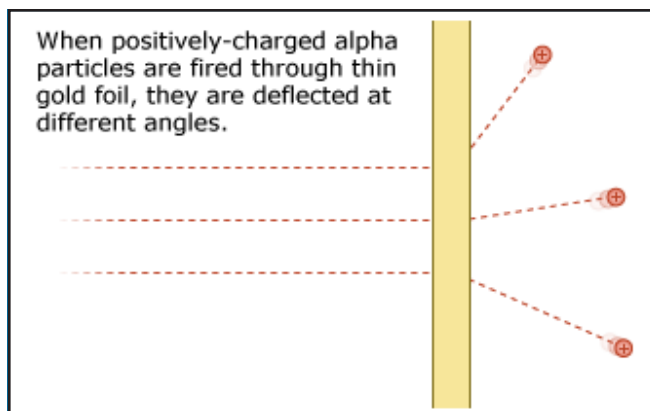 When positively-charged alpha
particles are fired through thin
gold foil, they are deflected at
different angles.
+
+
+